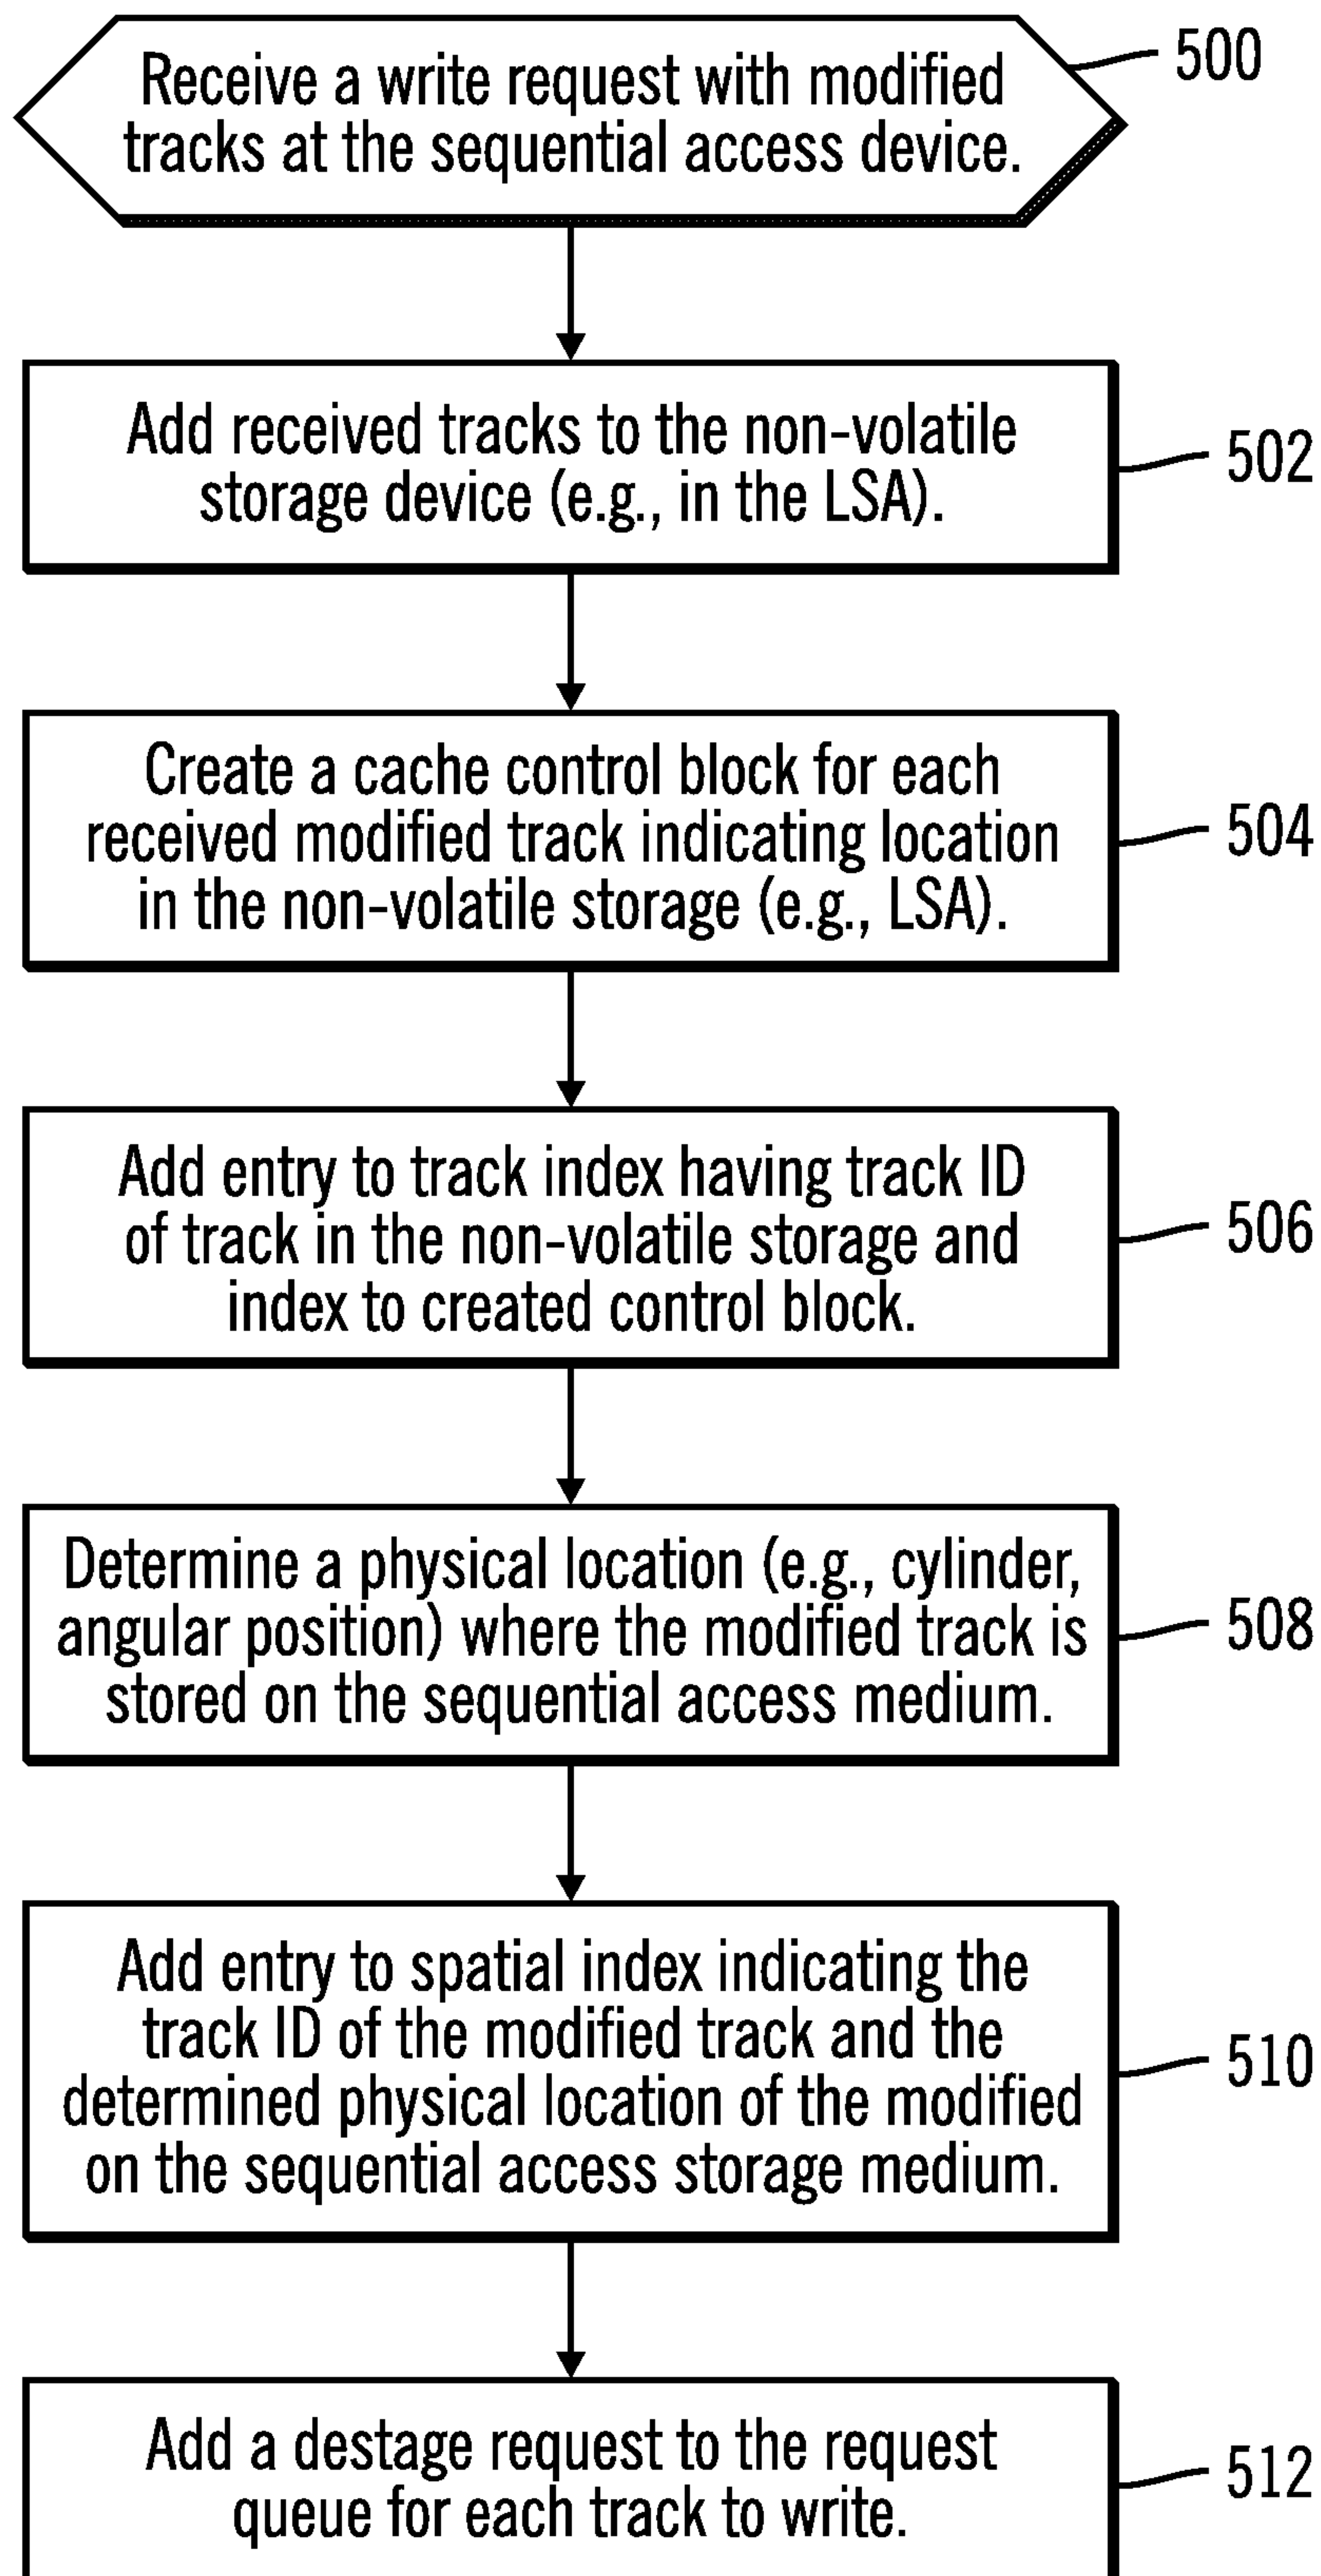 Receive a write request with modified
tracks at the sequential access device.
500
Add received tracks to the non-volatile
storage device (e.g., in the LSA).
502
Create a cache control block for each
received modified track indicating location
in the non-volatile storage (e.g., LSA).
504
Add entry to track index having track ID
of track in the non-volatile storage and
index to created control block.
506
Determine a physical location (e.g., cylinder,
angular position) where the modified track is
stored on the sequential access medium.
508
Add entry to spatial index indicating the
track ID of the modified track and the
determined physical location of the modified
on the sequential access storage medium.
510
Add a destage request to the request
queue for each track to write.
512